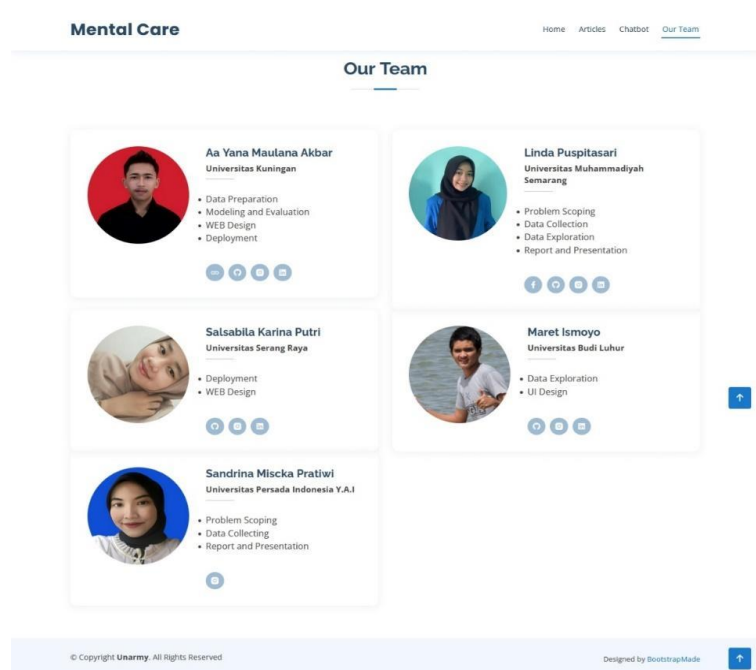 Mental Care
Home Articles Chatbot Our Team
Our Team
Aa Yana Maulana Akbar
Universitas Kuningan
Data Preparation
Modeling and Evaluation
WEB Design
Deployment
Linda Puspitasari
Universitas Muhammadiyah
Semarang
Problem Scoping
Data Collection
Data Exploration
Report and Presentation
Salsabila Karina Putri
Universitas Serang Raya
Deployment
WEB Design
Maret Ismoyo
Universitas Budi Luhur
Data Exploration
UI Design
Sandrina Miscka Pratiwi
Universitas Persada Indonesia Y.A.I
Problem Scoping
Data Collecting
Report and Presentation
© Copyright Unarmy. All Rights Reserved
Designed by BootstrapMade